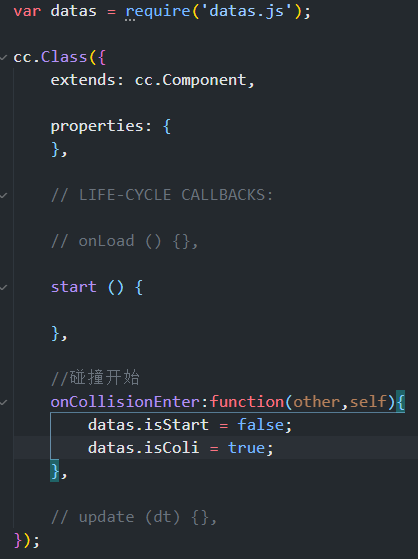 var datas = require('datas.js');
cc.Class({
extends: cc.Component,
properties: {
},
// LIFE-CYCLE CALLBACKS:
// onLoad () {},
start () {
},
//碰撞开始
onCollisionEnter:function(other,self){
datas.isStart = false;
datas.isColi = true;
},
// update (dt) {},
});